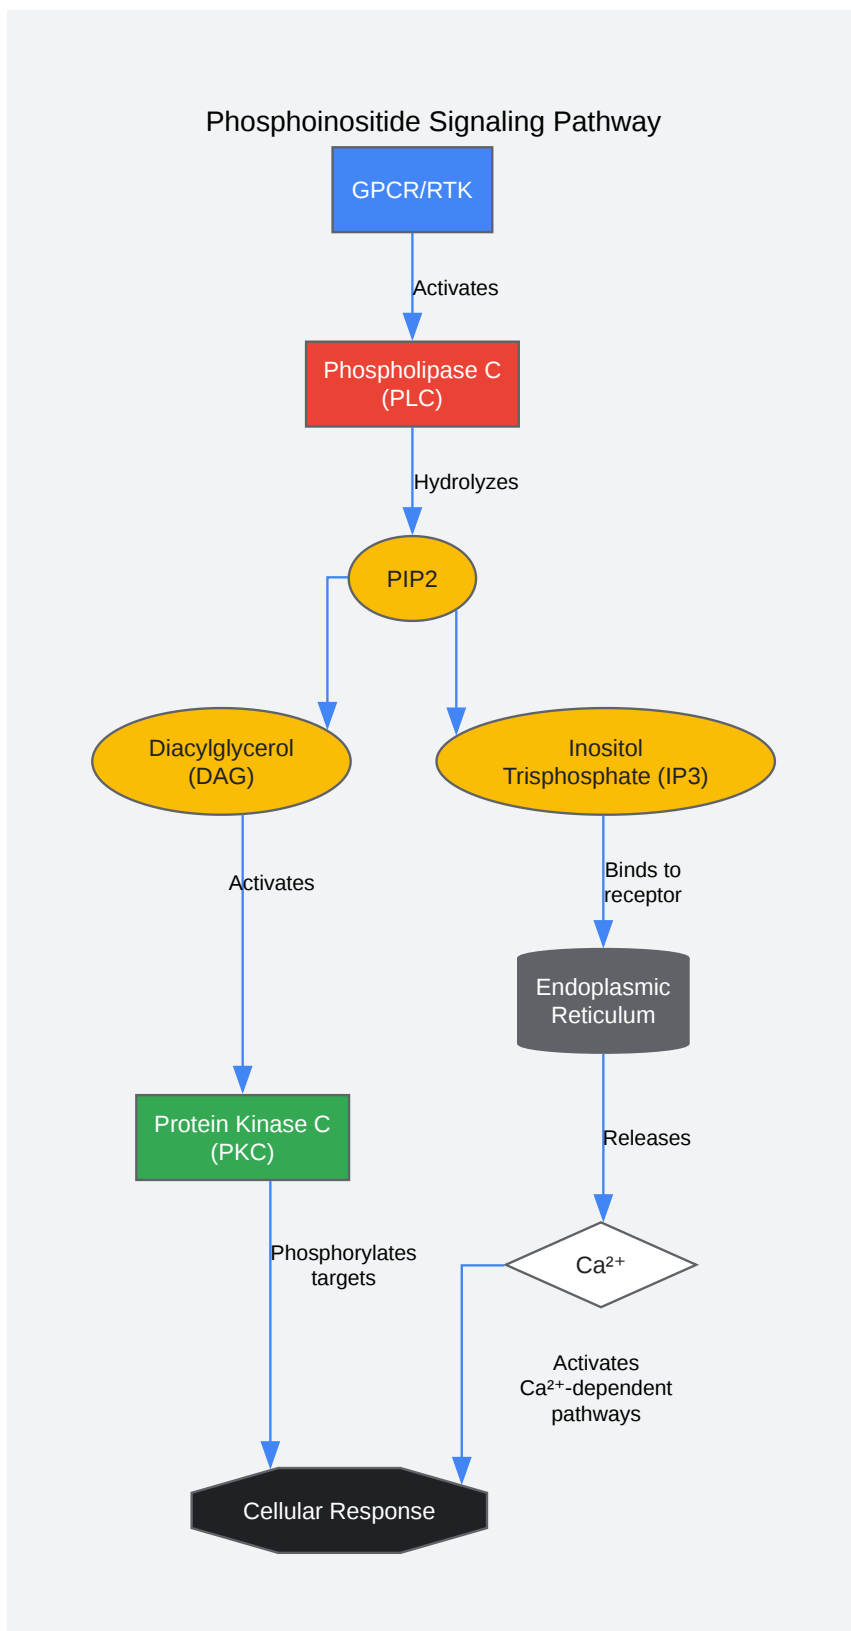 Phosphoinositide Signaling Pathway
GPCR/RTK
Activates
Phospholipase C
(PLC)
Hydrolyzes
PIP2
Diacylglycerol
(DAG)
Inositol
Trisphosphate (IP3)
Activates
Binds to
receptor
Endoplasmic
Reticulum
Protein Kinase C
(PKC)
Releases
Phosphorylates
targets
Ca²⁺
Activates
Ca²⁺-dependent
pathways
Cellular Response